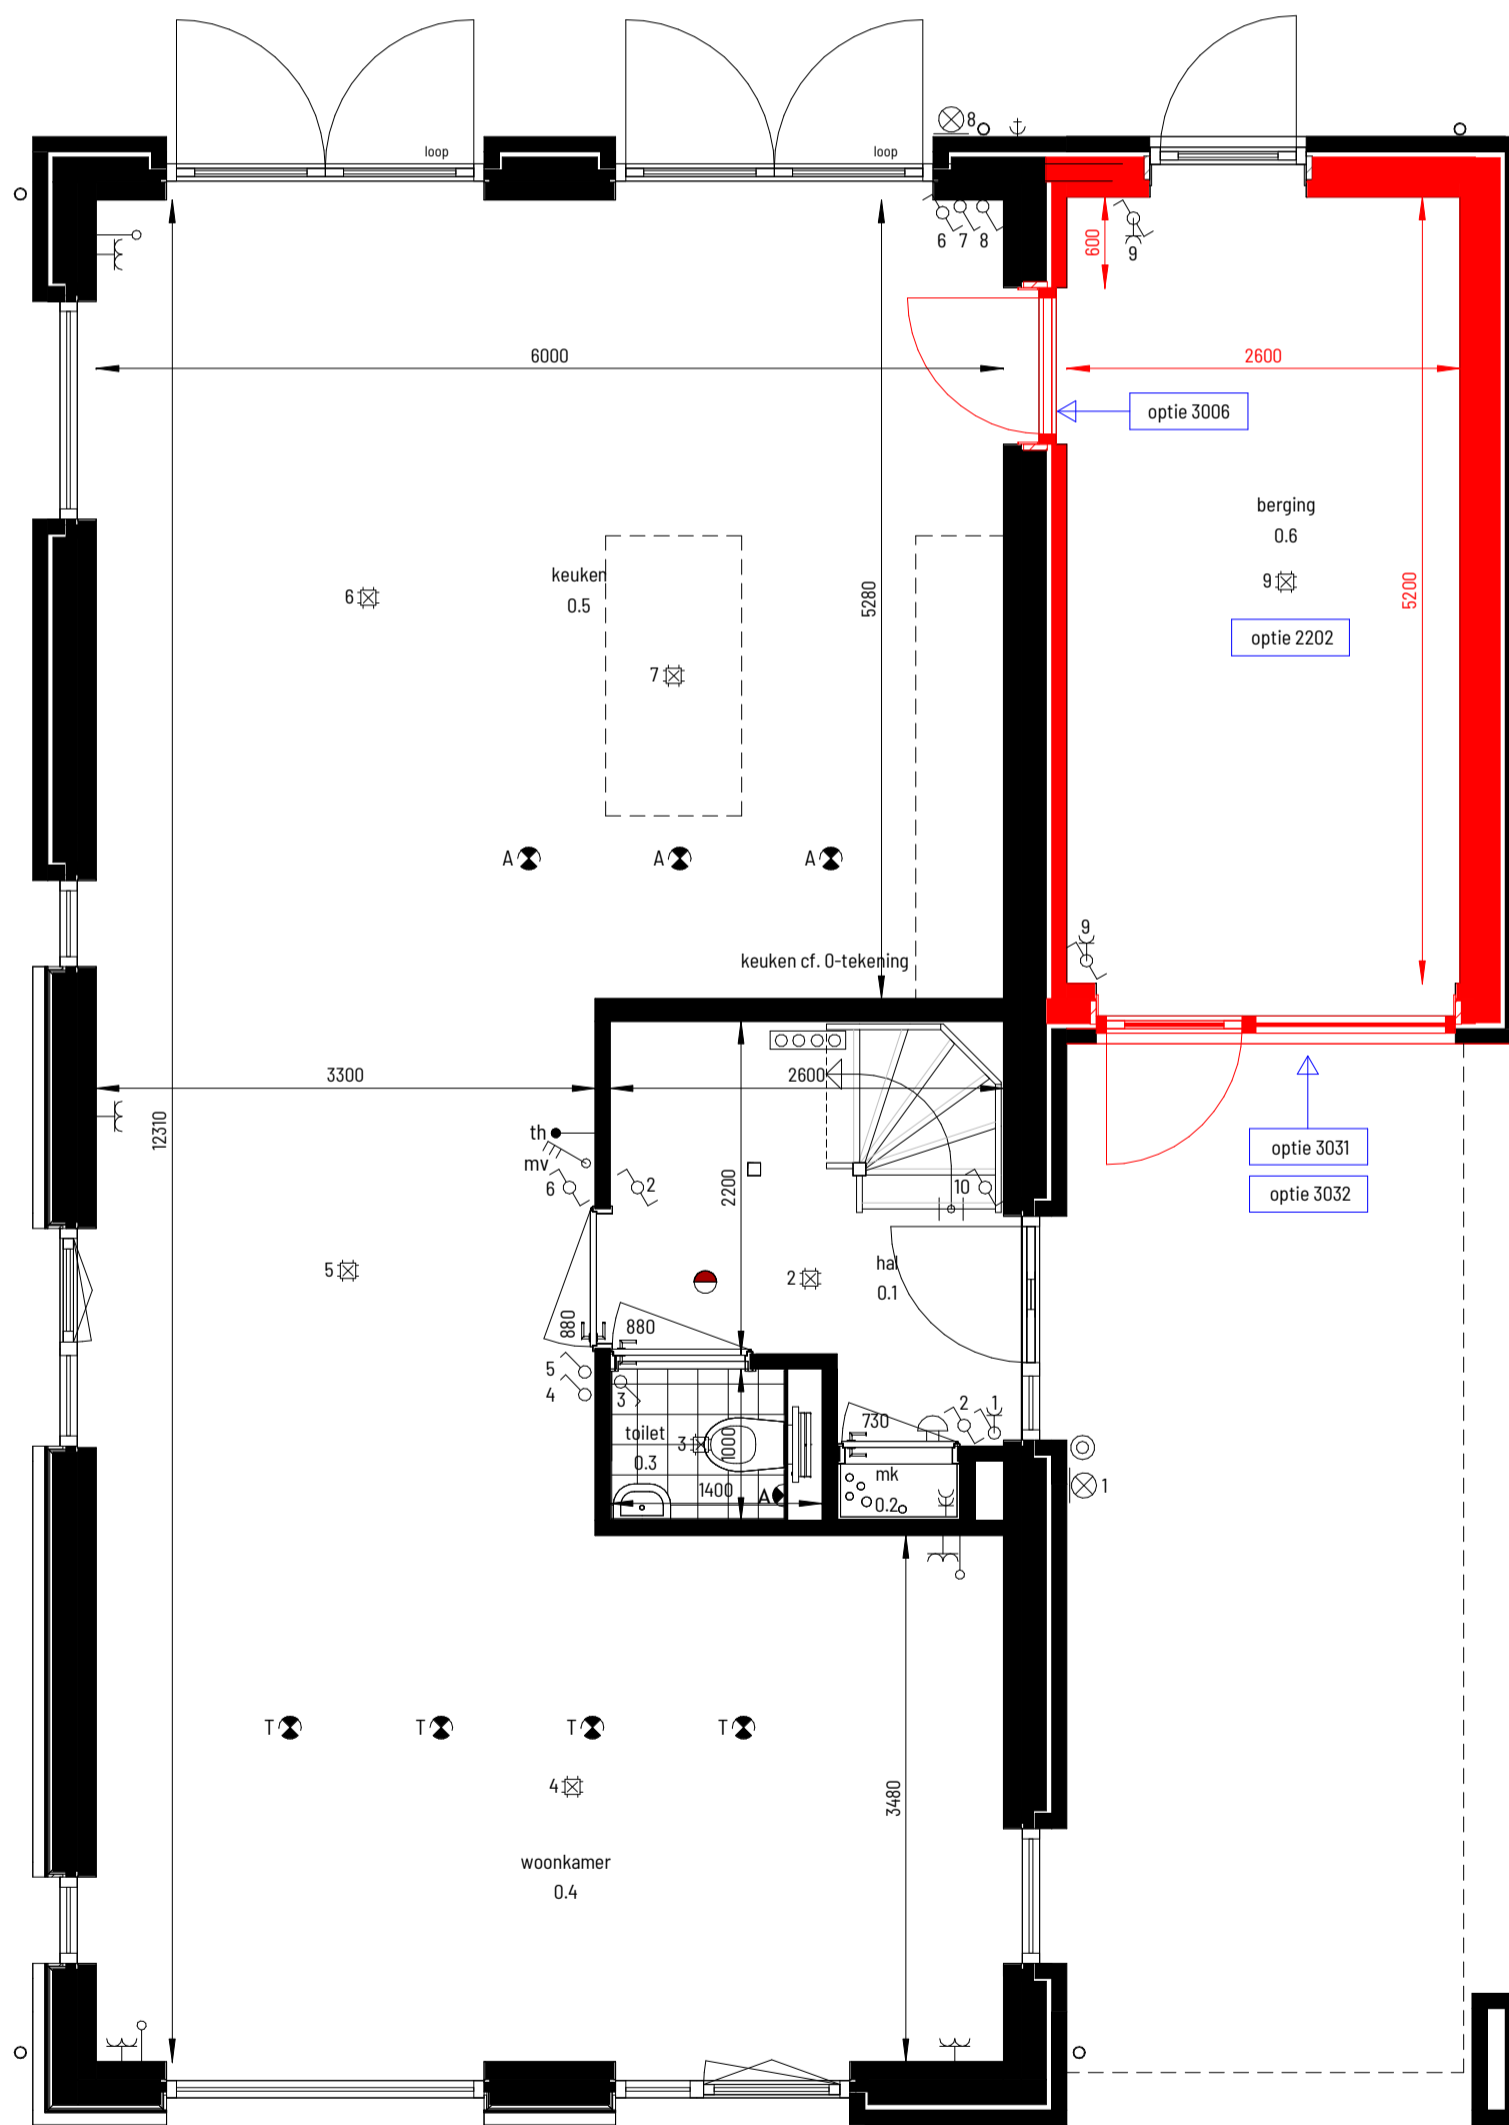 8
loop
loop
6 7 8
9
600
6000
2600
optie 3006
berging
0.6
keuken
0.5
6
5280
9
5200
optie 2202
7
A
A
A
9
keuken cf. 0-tekening
3300
2600
12310
th
mv
6
2
2200
10
optie 3031
optie 3032
5
2
hal
0.1
880
880
5
4
3
730
2
1
toilet
0.3
3
1000
mk
0.2
1400
A
1
T
T
T
T
4
3480
woonkamer
0.4